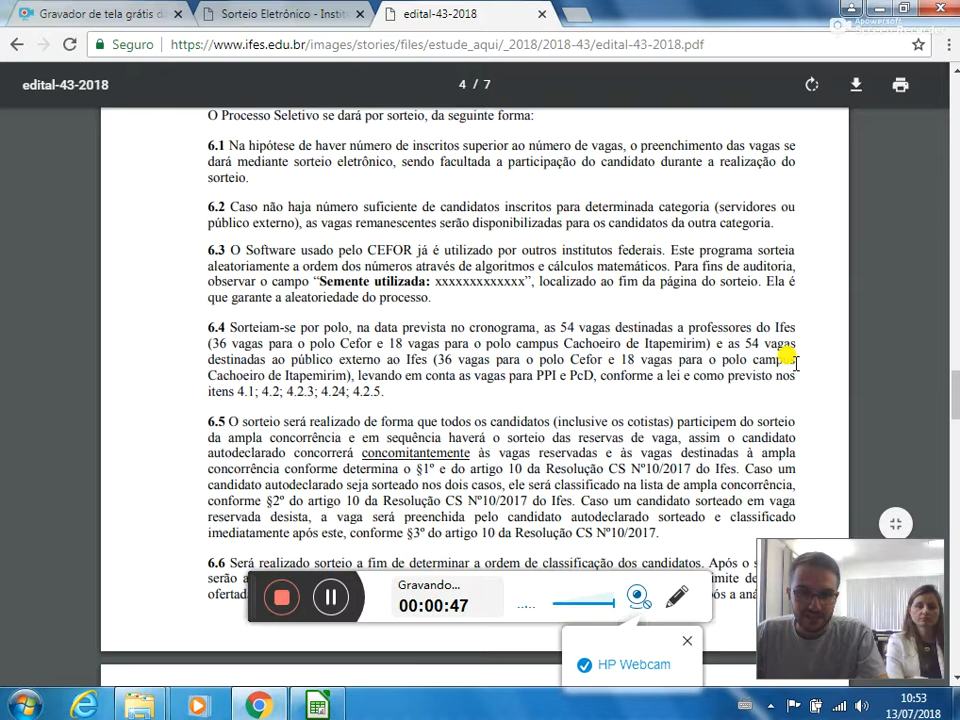 Gravador de tela grátis d
Sorteio Eletrônico - Instit
edital-43-2018
Apowersoft
Screen Recorder
Seguro
https://www.ifes.edu.br/images/stories/files/estude_aqui/_2018/2018-43/edital-43-2018.pdf
edital-43-2018
4 / 7
O Processo Seletivo se dará por sorteio, da seguinte forma:
6.1 Na hipótese de haver número de inscritos superior ao número de vagas, o preenchimento das vagas se
dará mediante sorteio eletrônico, sendo facultada a participação do candidato durante a realização do
sorteio.
6.2 Caso não haja número suficiente de candidatos inscritos para determinada categoria (servidores ou
público externo), as vagas remanescentes serão disponibilizadas para os candidatos da outra categoria.
6.3 O Software usado pelo CEFOR já é utilizado por outros institutos federais. Este programa sorteia
aleatoriamente a ordem dos números através de algoritmos e cálculos matemáticos. Para fins de auditoria,
observar o campo “Semente utilizada: xxxxxxxxxxxxx”, localizado ao fim da página do sorteio. Ela é
que garante a aleatoriedade do processo.
6.4 Sorteiam-se por polo, na data prevista no cronograma, as 54 vagas destinadas a professores do Ifes
(36 vagas para o polo Cefor e 18 vagas para o polo campus Cachoeiro de Itapemirim) e as 54 vagas
destinadas ao público externo ao Ifes (36 vagas para o polo Cefor e 18 vagas para o polo campus
Cachoeiro de Itapemirim), levando em conta as vagas para PPI e PcD, conforme a lei e como previsto nos
itens 4.1; 4.2; 4.2.3; 4.24; 4.2.5.
6.5 O sorteio será realizado de forma que todos os candidatos (inclusive os cotistas) participem do sorteio
da ampla concorrência e em sequência haverá o sorteio das reservas de vaga, assim o candidato
autodeclarado concorrerá concomitantemente às vagas reservadas e às vagas destinadas à ampla
concorrência conforme determina o §1º e do artigo 10 da Resolução CS Nº10/2017 do Ifes. Caso um
candidato autodeclarado seja sorteado nos dois casos, ele será classificado na lista de ampla concorrência,
conforme §2º do artigo 10 da Resolução CS Nº10/2017 do Ifes. Caso um candidato sorteado em vaga
reservada desista, a vaga será preenchida pelo candidato autodeclarado sorteado e classificado
imediatamente após este, conforme §3º do artigo 10 da Resolução CS Nº10/2017.
6.6 Será realizado sorteio a fim de determinar a ordem de classificação dos candidatos. Após o s
serão a
imite de
ofertada
pós a aná
Gravando...
00:00:47
HP Webcam
10:53
13/07/2018